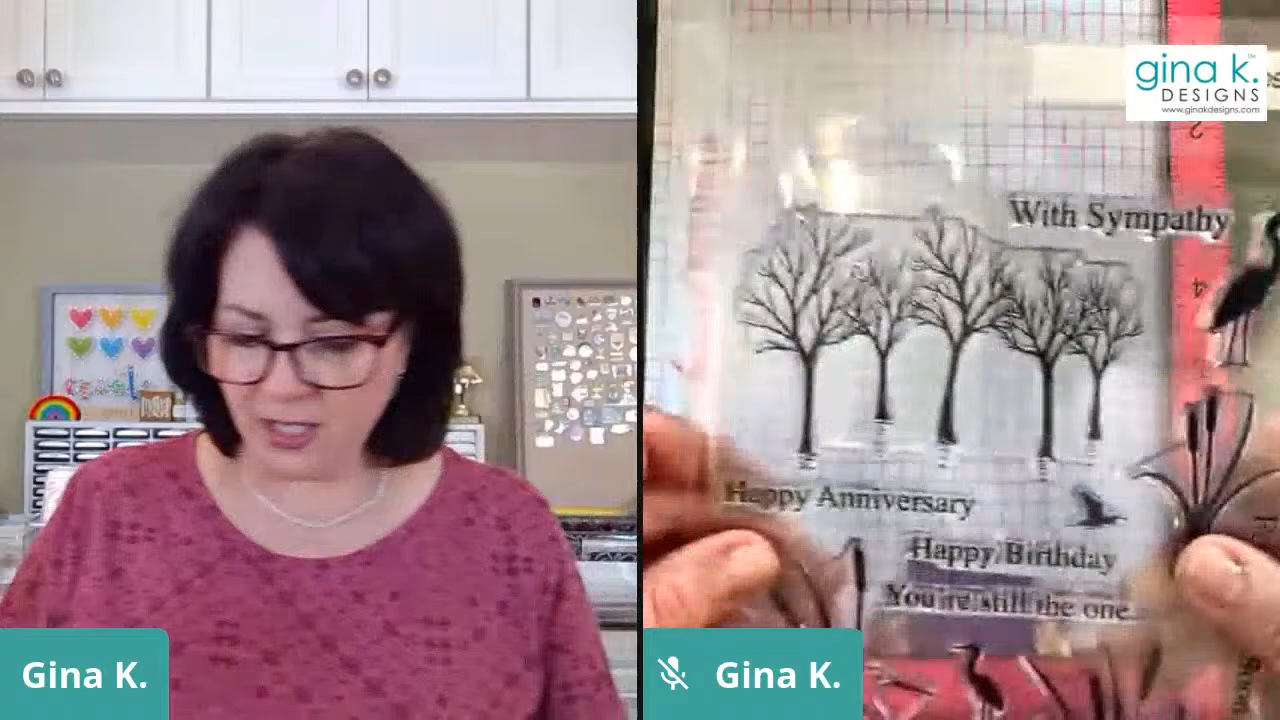 gina k.
DESIGNS
www.ginakdesigns.com
With Sympathy
Happy Anniversary
Happy Birthday
You're still the one
Gina K.
Gina K.